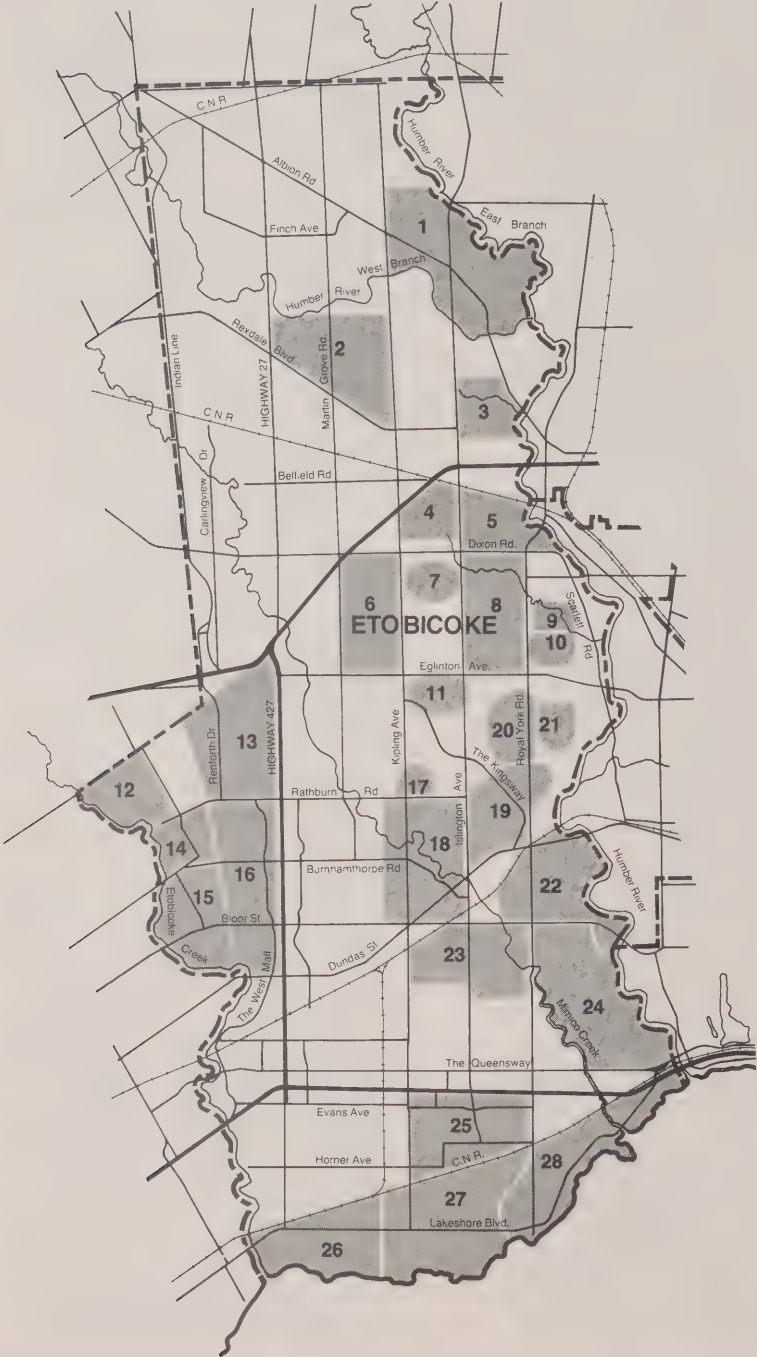 C N R
Humber River
Albion Rd
1
East Branch
Finch Ave
West Branch
Humber River
Rexdale Blvd.
2
Indian Line
HIGHWAY 27
Martin Grove Rd.
C N R
3
Carlingview Dr
Belfield Rd
4
5
Dixon Rd.
7
6
8
9
Scarlett Rd
ETOBICOKE
10
Eglinton Ave.
11
Kipling Ave
20
Royal York Rd.
21
13
Renforth Dr
HIGHWAY 427
The Kingsway
12
17
Rathburn Rd
Islington Ave
19
14
18
16
Burnhamthorpe Rd
22
Humber River
15
Etobicoke Creek
Bloor St
Dundas St
23
The West Mall
24
Mimico Creek
The Queensway
Evans Ave
25
Horner Ave
C.N.R.
28
27
Lakeshore Blvd.
26